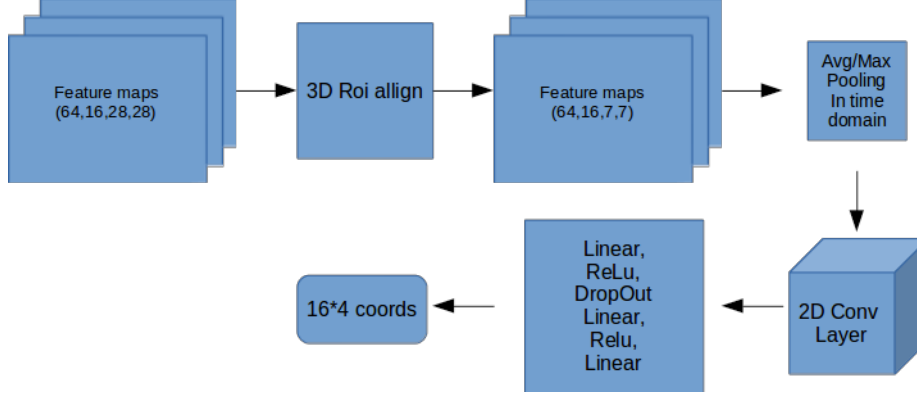 Feature maps
(64,16,28,28)
3D Roi allign
Feature maps
(64,16,7,7)
Avg/Max
Pooling
In time
domain
2D Conv
Layer
Linear,
ReLu,
DropOut
Linear,
Relu,
Linear
16*4 coords